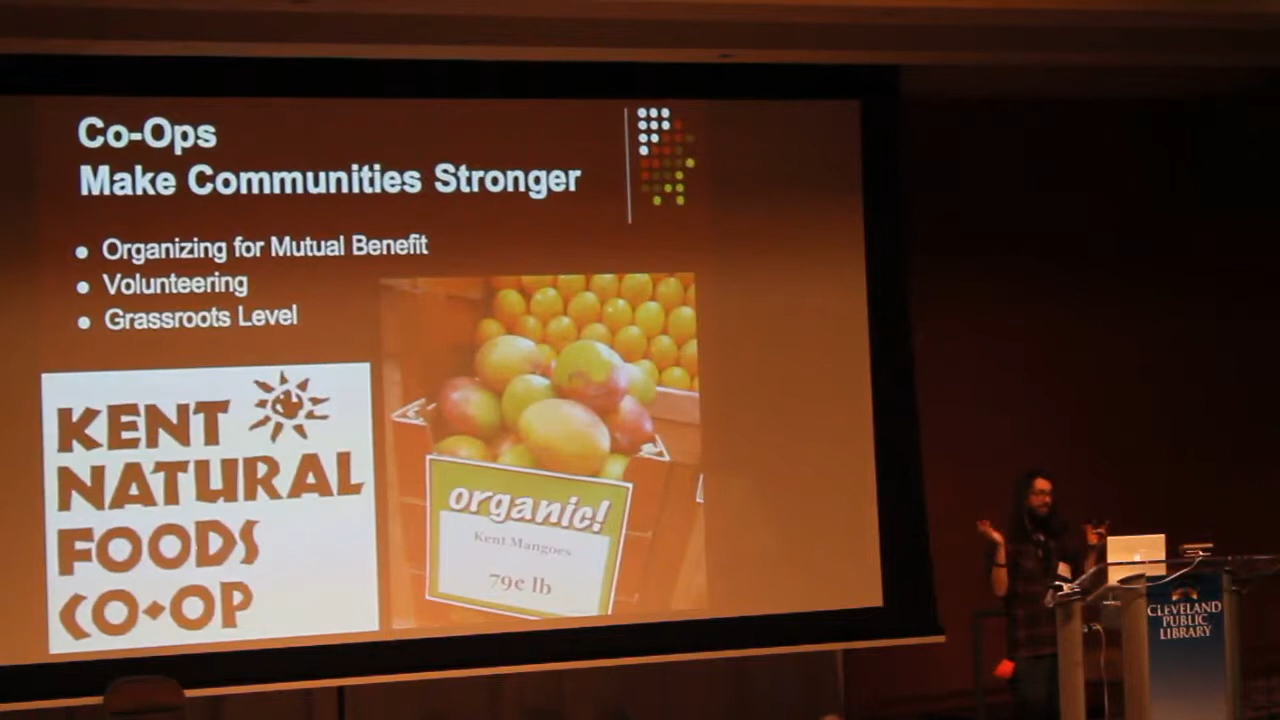 Co-Ops
Make Communities Stronger
Organizing for Mutual Benefit
Volunteering
Grassroots Level
KENT
NATURAL
FOODS
CO•OP
organic!
Kent Mangoes
79¢ lb
CLEVELAND
PUBLIC
LIBRARY